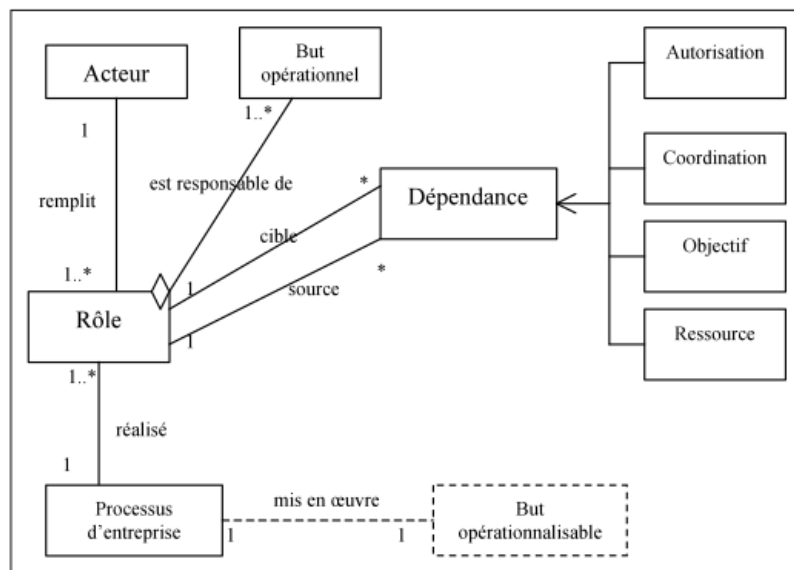 Acteur
But
opérationnel
Autorisation
1
1..*
Coordination
est responsable de
*
Dépendance
remplit
cible
Objectif
1..*
1
source
*
Rôle
1
Ressource
1..*
réalisé
1
Processus
d'entreprise
mis en œuvre
1
1
But
opérationnalisable